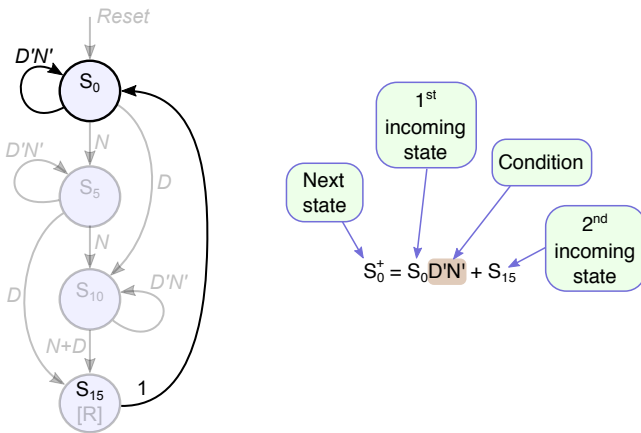 Reset
D'N'
S0
N
D
D'N'
S5
N
D
S10
D'N'
N+D
S15
[R]
1
1st
incoming
state
Condition
Next
state
2nd
incoming
state
S0+ = S0D'N' + S15